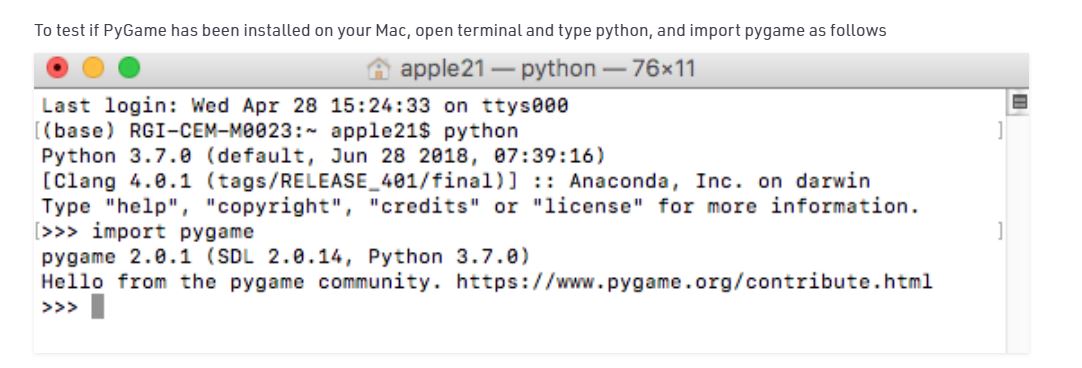 To test if PyGame has been installed on your Mac, open terminal and type python, and import pygame as follows
apple21 — python — 76×11
Last login: Wed Apr 28 15:24:33 on ttys000
[(base) RGI-CEM-M0023:~ apple21$ python ]
Python 3.7.0 (default, Jun 28 2018, 07:39:16)
[Clang 4.0.1 (tags/RELEASE_401/final)] :: Anaconda, Inc. on darwin
Type "help", "copyright", "credits" or "license" for more information.
[>>> import pygame ]
pygame 2.0.1 (SDL 2.0.14, Python 3.7.0)
Hello from the pygame community. https://www.pygame.org/contribute.html
>>>